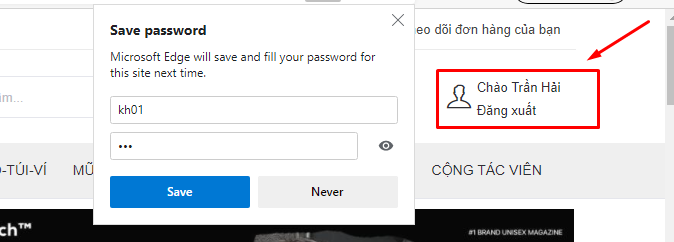 Save password
Microsoft Edge will save and fill your password for
this site next time.
kh01
•••
Save
Never
eo dõi đơn hàng của bạn
m...
Chào Trần Hải
Đăng xuất
-TÚI-VÍ
MŨ
CỘNG TÁC VIÊN
ch™
#1 BRAND UNISEX MAGAZINE